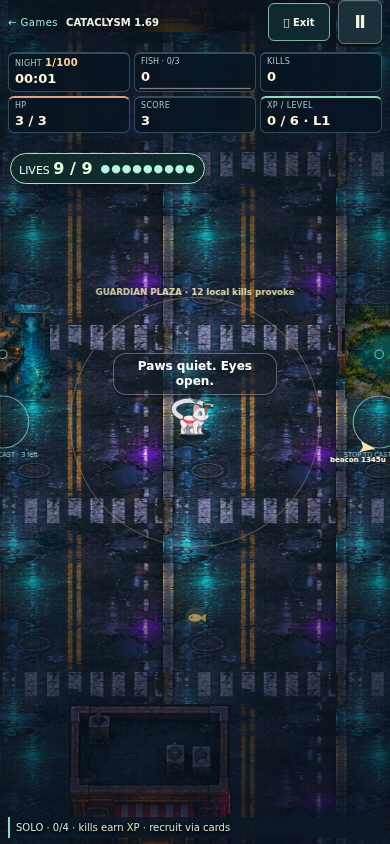 ← Games CATACLYSM 1.69
Exit
NIGHT 1/100
00:01
FISH · 0/3
0
KILLS
0
HP
3 / 3
SCORE
3
XP / LEVEL
0 / 6 · L1
LIVES 9 / 9
GUARDIAN PLAZA · 12 local kills provoke
Paws quiet. Eyes
open.
CAST · 3 left
STOP TO CAST
beacon 1345u
SOLO · 0/4 · kills earn XP · recruit via cards